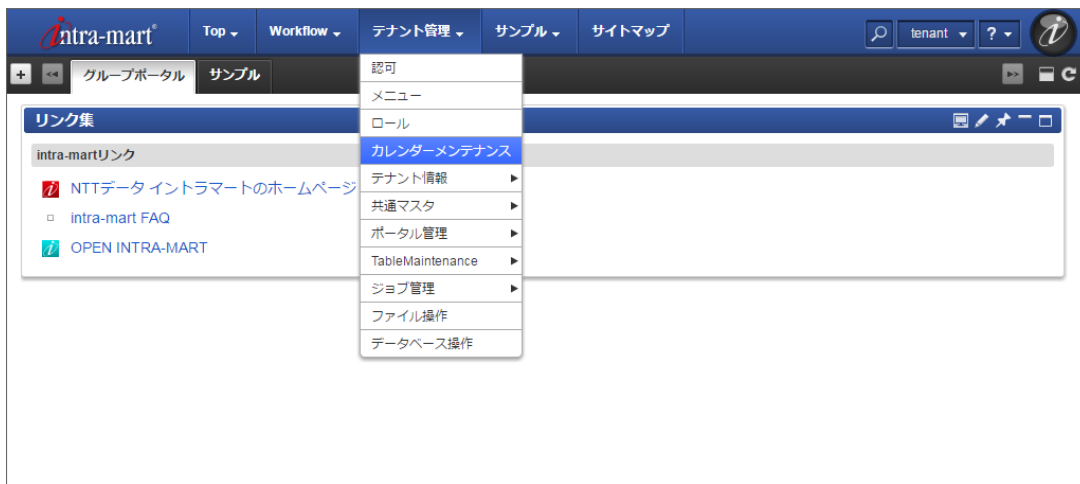 intra-mart® Top Workflow テナント管理 サンプル サイトマップ tenant ?
グループポータル サンプル
認可
メニュー
ロール
カレンダーメンテナンス
テナント情報
共通マスタ
ポータル管理
TableMaintenance
ジョブ管理
ファイル操作
データベース操作
リンク集
intra-martリンク
NTTデータ イントラマートのホームページ
intra-mart FAQ
OPEN INTRA-MART